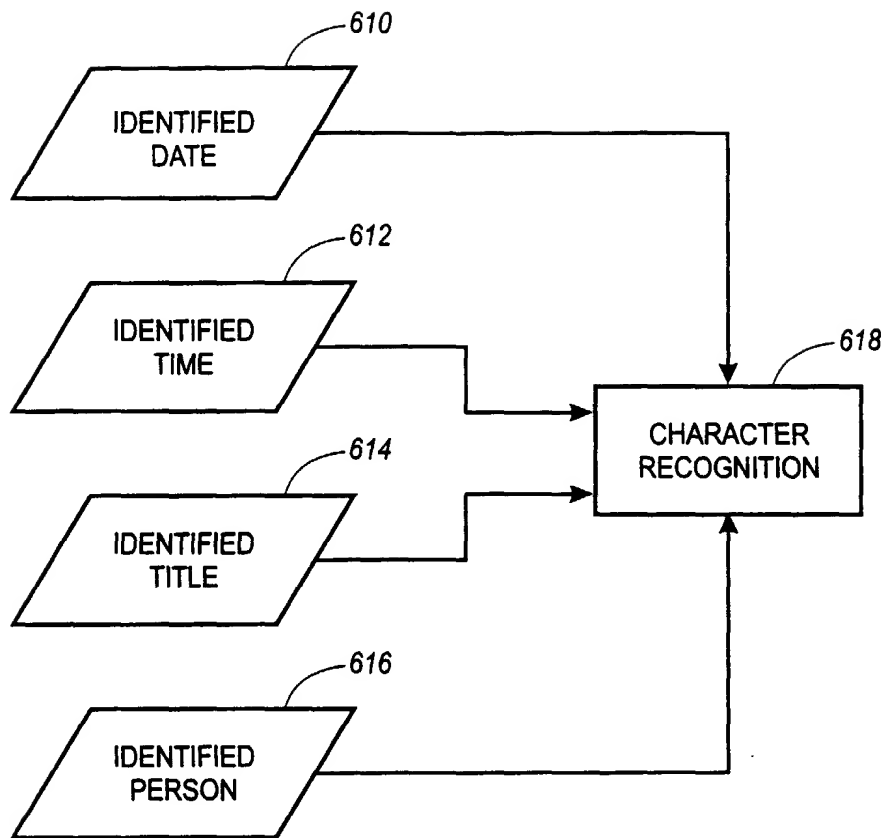 610
IDENTIFIED
DATE
612
IDENTIFIED
TIME
618
CHARACTER
RECOGNITION
614
IDENTIFIED
TITLE
616
IDENTIFIED
PERSON